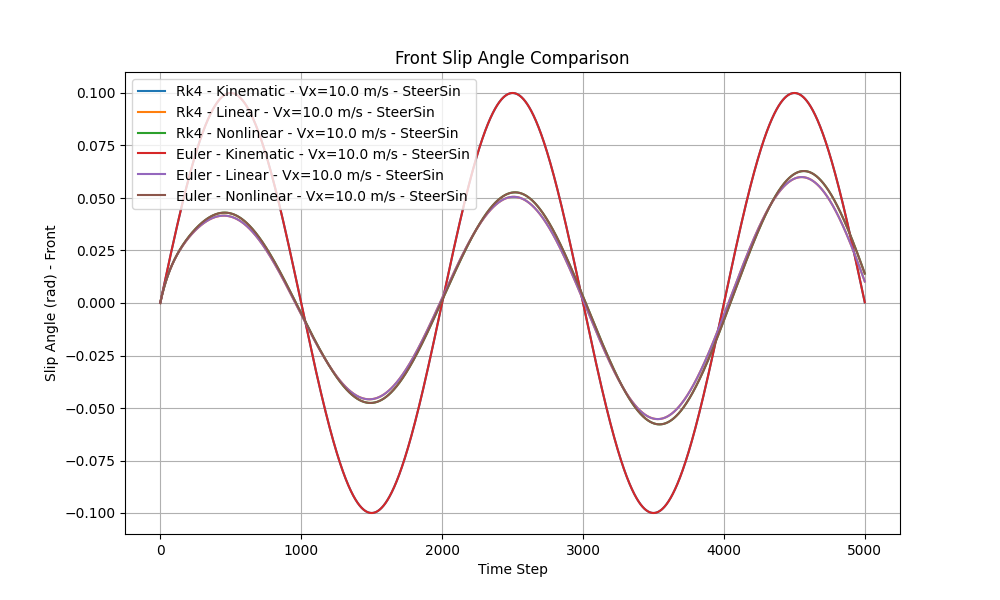 Front Slip Angle Comparison
Rk4 - Kinematic - Vx=10.0 m/s - SteerSin
Rk4 - Linear - Vx=10.0 m/s - SteerSin
Rk4 - Nonlinear - Vx=10.0 m/s - SteerSin
Euler - Kinematic - Vx=10.0 m/s - SteerSin
Euler - Linear - Vx=10.0 m/s - SteerSin
Euler - Nonlinear - Vx=10.0 m/s - SteerSin
Slip Angle (rad) - Front
0.100
0.075
0.050
0.025
0.000
−0.025
−0.050
−0.075
−0.100
0 1000 2000 3000 4000 5000
Time Step